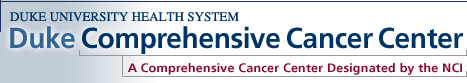 DUKE UNIVERSITY HEALTH SYSTEM
Duke Comprehensive Cancer Center
A Comprehensive Cancer Center Designated by the NCI